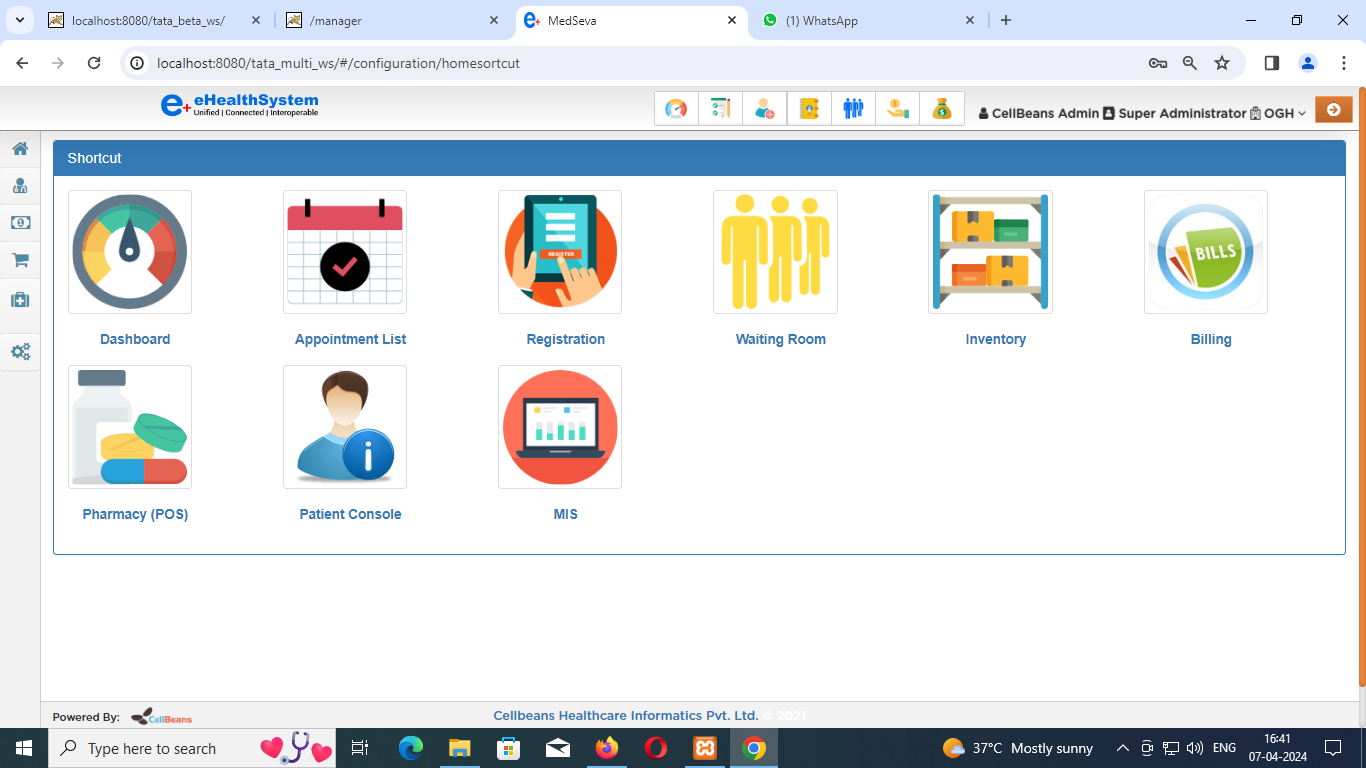 localhost:8080/tata_beta_ws/
/manager
MedSeva
(1) WhatsApp
localhost:8080/tata_multi_ws/#/configuration/homesortcut
eHealthSystem
Unified | Connected | Interoperable
CellBeans Admin Super Administrator OGH
Shortcut
REGISTER
BILLS
Dashboard Appointment List Registration Waiting Room Inventory Billing
Pharmacy (POS) Patient Console MIS
Powered By: CellBeans
Cellbeans Healthcare Informatics Pvt. Ltd. © 2021
Type here to search
37°C Mostly sunny
ENG
16:41
07-04-2024